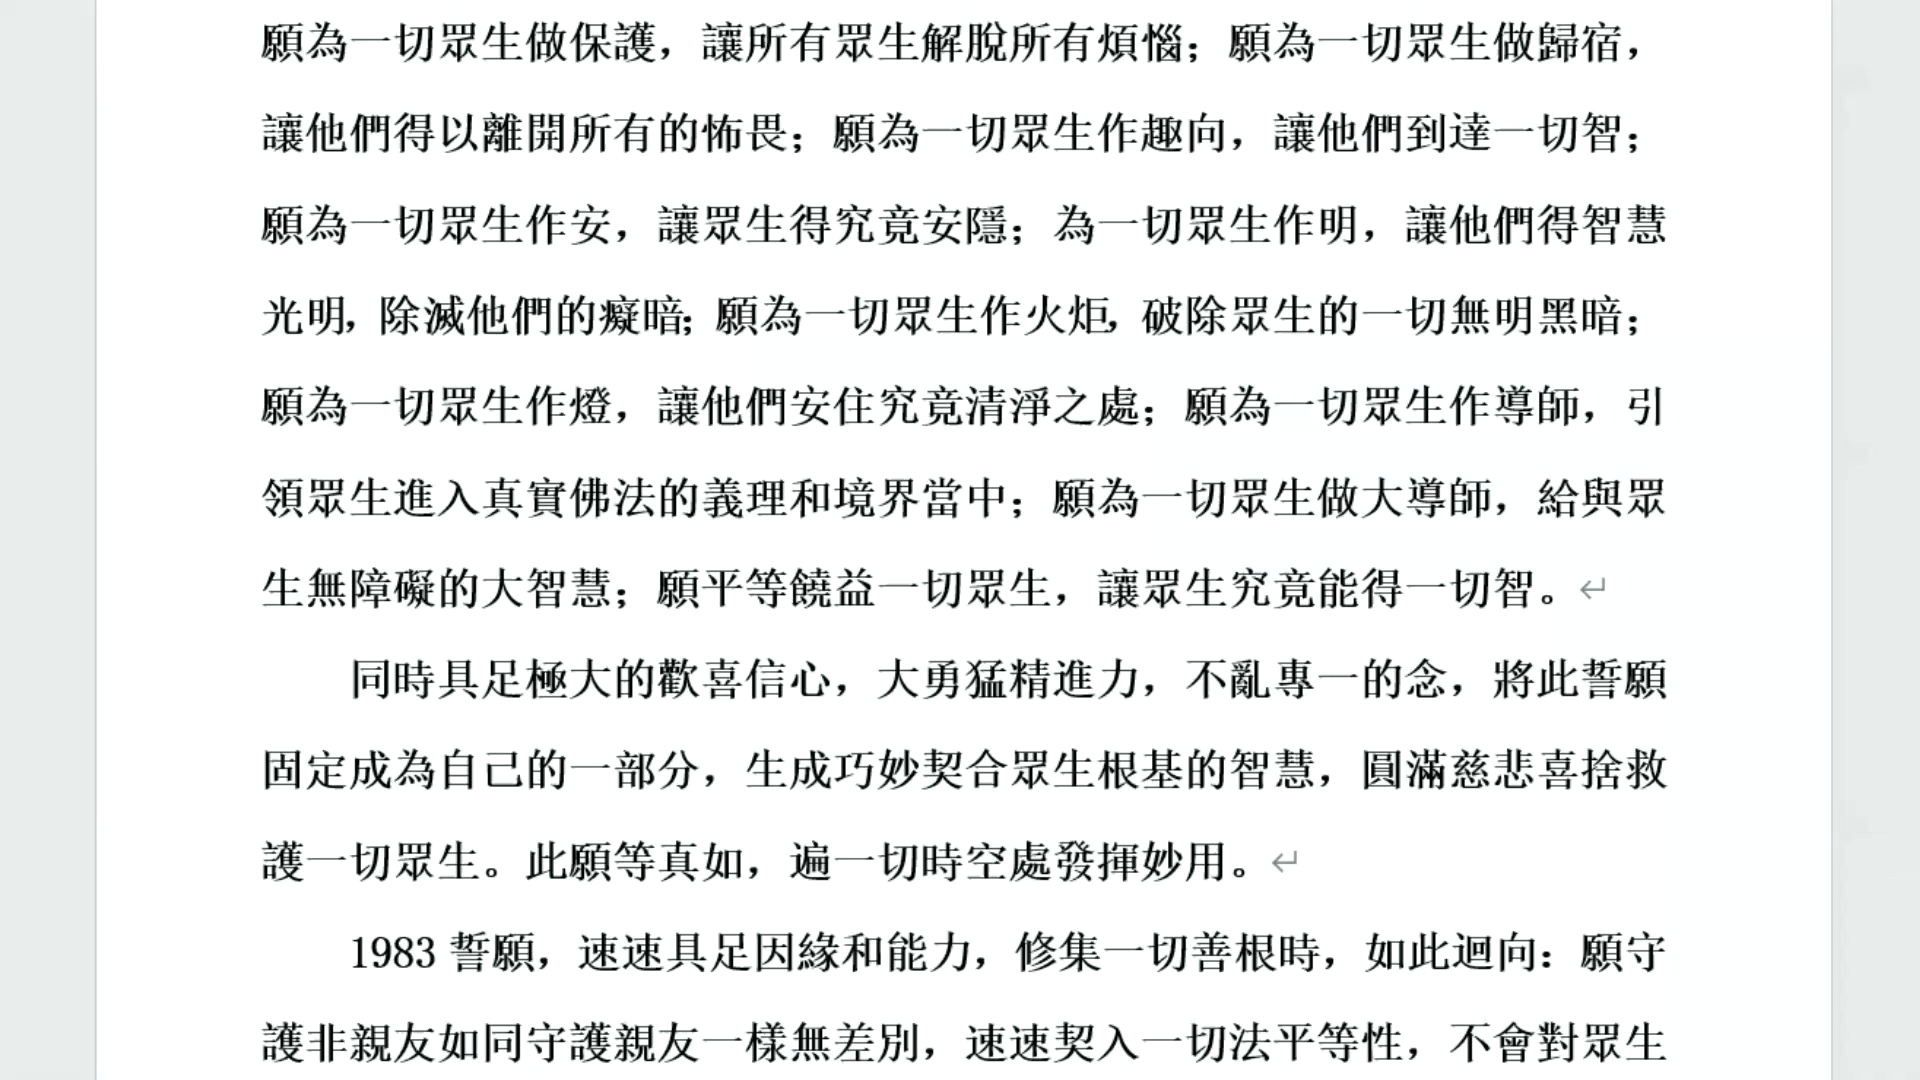 願為一切眾生做保護，讓所有眾生解脫所有煩惱；願為一切眾生做歸宿，
讓他們得以離開所有的怖畏；願為一切眾生作趣向，讓他們到達一切智；
願為一切眾生作安，讓眾生得究竟安隱；為一切眾生作明，讓他們得智慧
光明，除滅他們的癡暗；願為一切眾生作火炬，破除眾生的一切無明黑暗；
願為一切眾生作燈，讓他們安住究竟清淨之處；願為一切眾生作導師，引
領眾生進入真實佛法的義理和境界當中；願為一切眾生做大導師，給與眾
生無障礙的大智慧；願平等饒益一切眾生，讓眾生究竟能得一切智。
同時具足極大的歡喜信心，大勇猛精進力，不亂專一的念，將此誓願
固定成為自己的一部分，生成巧妙契合眾生根基的智慧，圓滿慈悲喜捨救
護一切眾生。此願等真如，遍一切時空處發揮妙用。
1983 誓願，速速具足因緣和能力，修集一切善根時，如此迴向：願守
護非親友如同守護親友一樣無差別，速速契入一切法平等性，不會對眾生